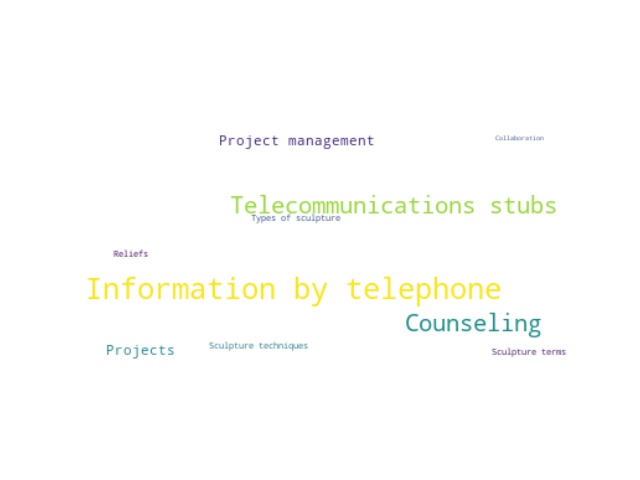 Project management
Collaboration
Telecommunications stubs
Types of sculpture
Reliefs
Information by telephone
Counseling
Projects
Sculpture techniques
Sculpture terms